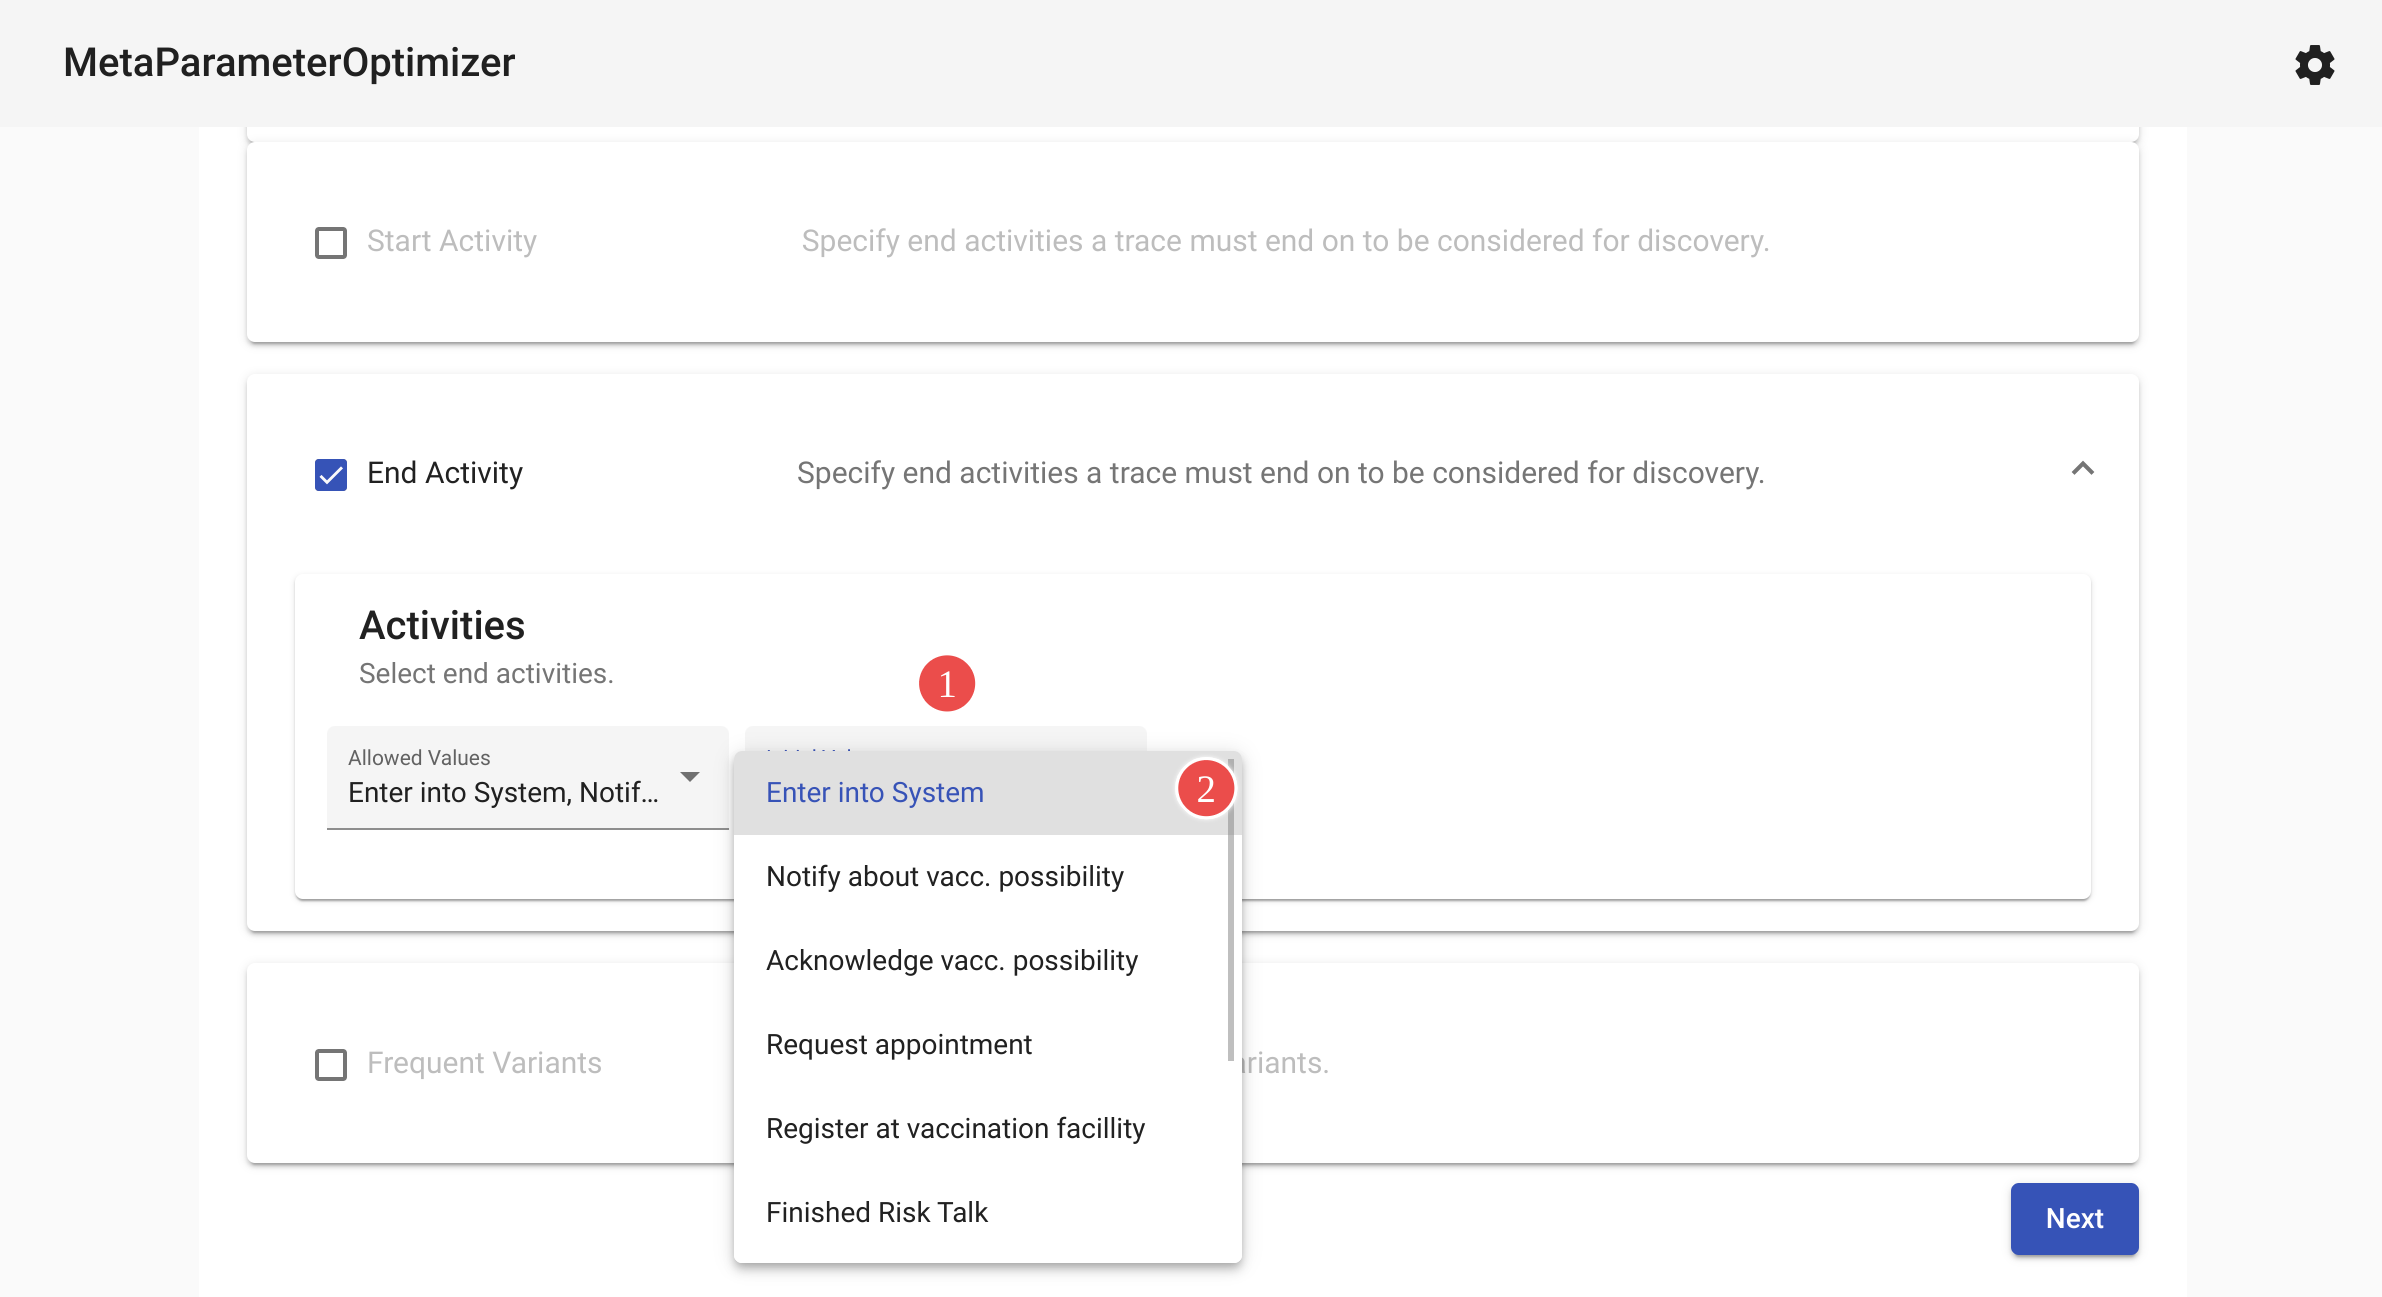 MetaParameterOptimizer
Start Activity
Specify end activities a trace must end on to be considered for discovery.
End Activity
Specify end activities a trace must end on to be considered for discovery.
Activities
Select end activities.
1
Allowed Values
Enter into System, Notif...
Enter into System
2
Notify about vacc. possibility
Acknowledge vacc. possibility
Request appointment
Register at vaccination facillity
Finished Risk Talk
Frequent Variants
riants.
Next